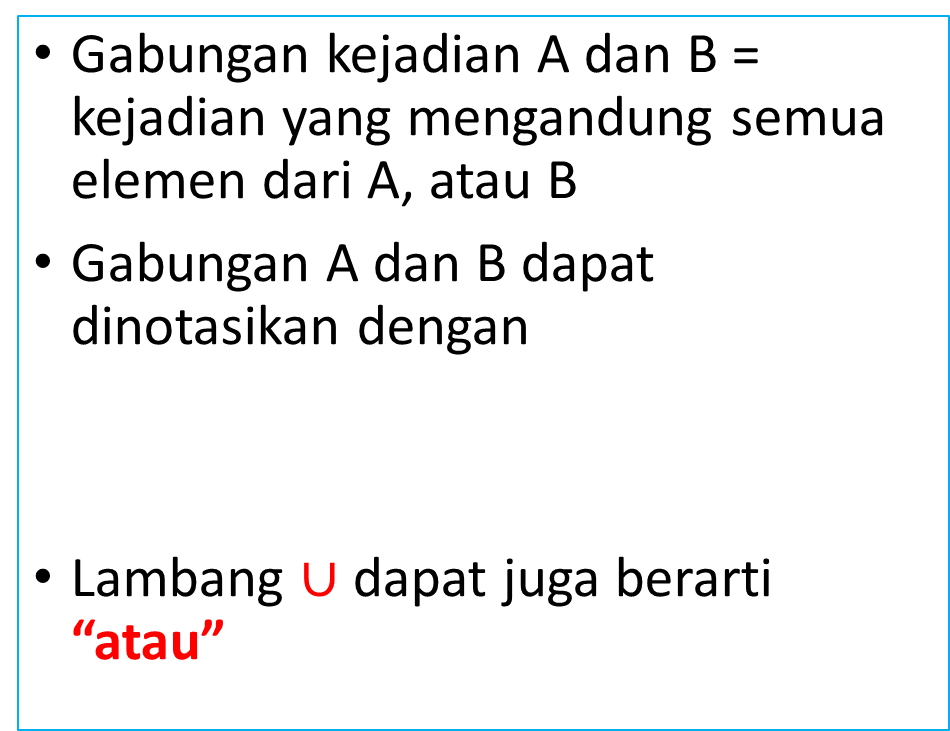 • Gabungan kejadian A dan B =
kejadian yang mengandung semua
elemen dari A, atau B
• Gabungan A dan B dapat
dinotasikan dengan
• Lambang ∪ dapat juga berarti
“atau”